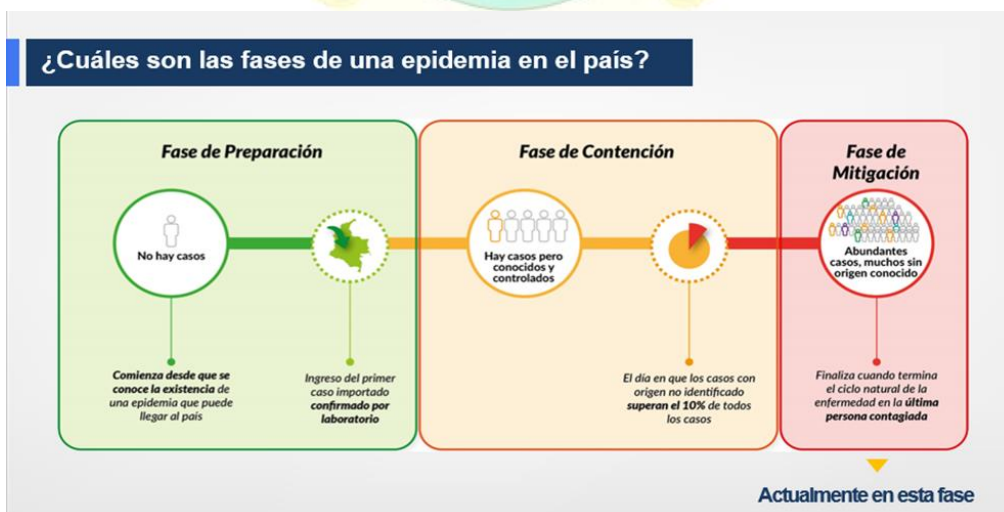 ¿Cuáles son las fases de una epidemia en el país?
Fase de Preparación
No hay casos
Comienza desde que se
conoce la existencia de
una epidemia que puede
llegar al país
Ingreso del primer
caso importado
confirmado por
laboratorio
Fase de Contención
Hay casos pero
conocidos y
controlados
El día en que los casos con
origen no identificado
superan el 10% de todos
los casos
Fase de
Mitigación
Abundantes
casos, muchos sin
origen conocido
Finaliza cuando termina
el ciclo natural de la
enfermedad en la última
persona contagiada
Actualmente en esta fase